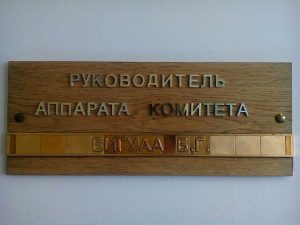 РУКОВОДИТЕЛЬ
АППАРАТА КОМИТЕТА
БИГУАА Б.Г.